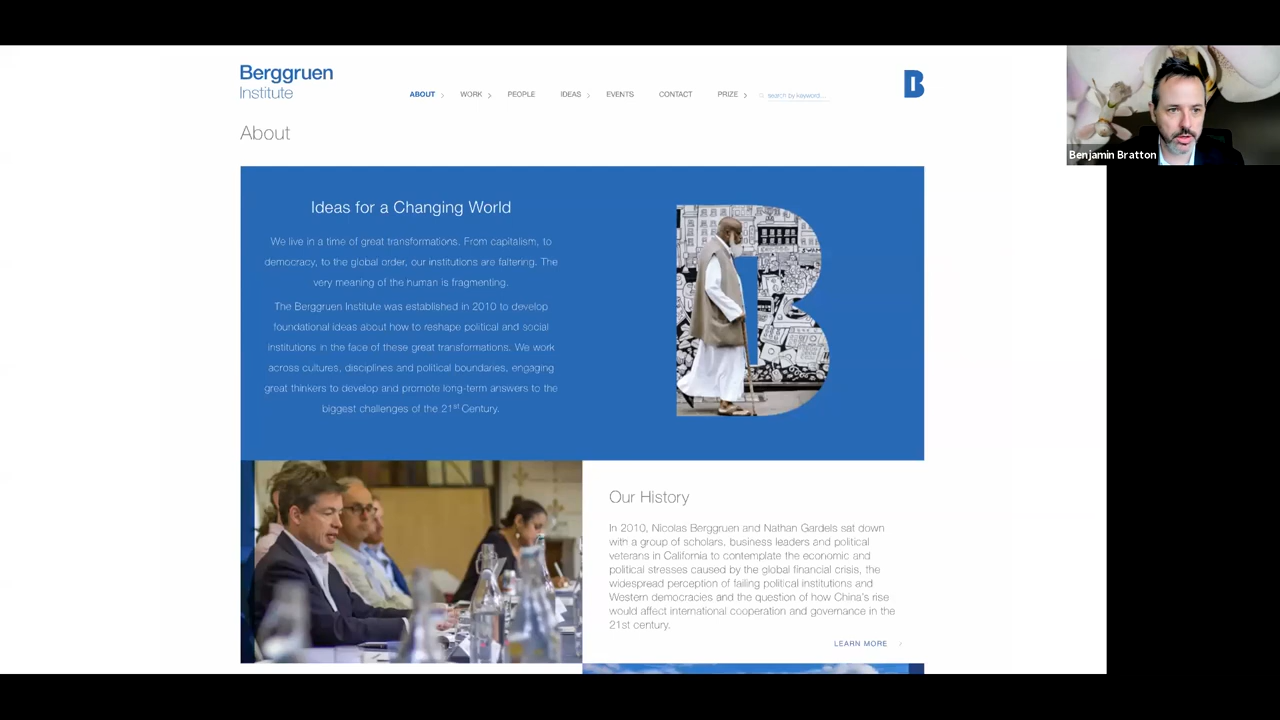 Berggruen
Institute
ABOUT WORK PEOPLE IDEAS EVENTS CONTACT PRIZE search by keyword...
About
Benjamin Bratton
Ideas for a Changing World
We live in a time of great transformations. From capitalism, to
democracy, to the global order, our institutions are faltering. The
very meaning of the human is fragmenting.
The Berggruen Institute was established in 2010 to develop
foundational ideas about how to reshape political and social
institutions in the face of these great transformations. We work
across cultures, disciplines and political boundaries, engaging
great thinkers to develop and promote long-term answers to the
biggest challenges of the 21st Century.
Our History
In 2010, Nicolas Berggruen and Nathan Gardels sat down
with a group of scholars, business leaders and political
veterans in California to contemplate the economic and
political stresses caused by the global financial crisis, the
widespread perception of failing political institutions and
Western democracies and the question of how China's rise
would affect international cooperation and governance in the
21st century.
LEARN MORE